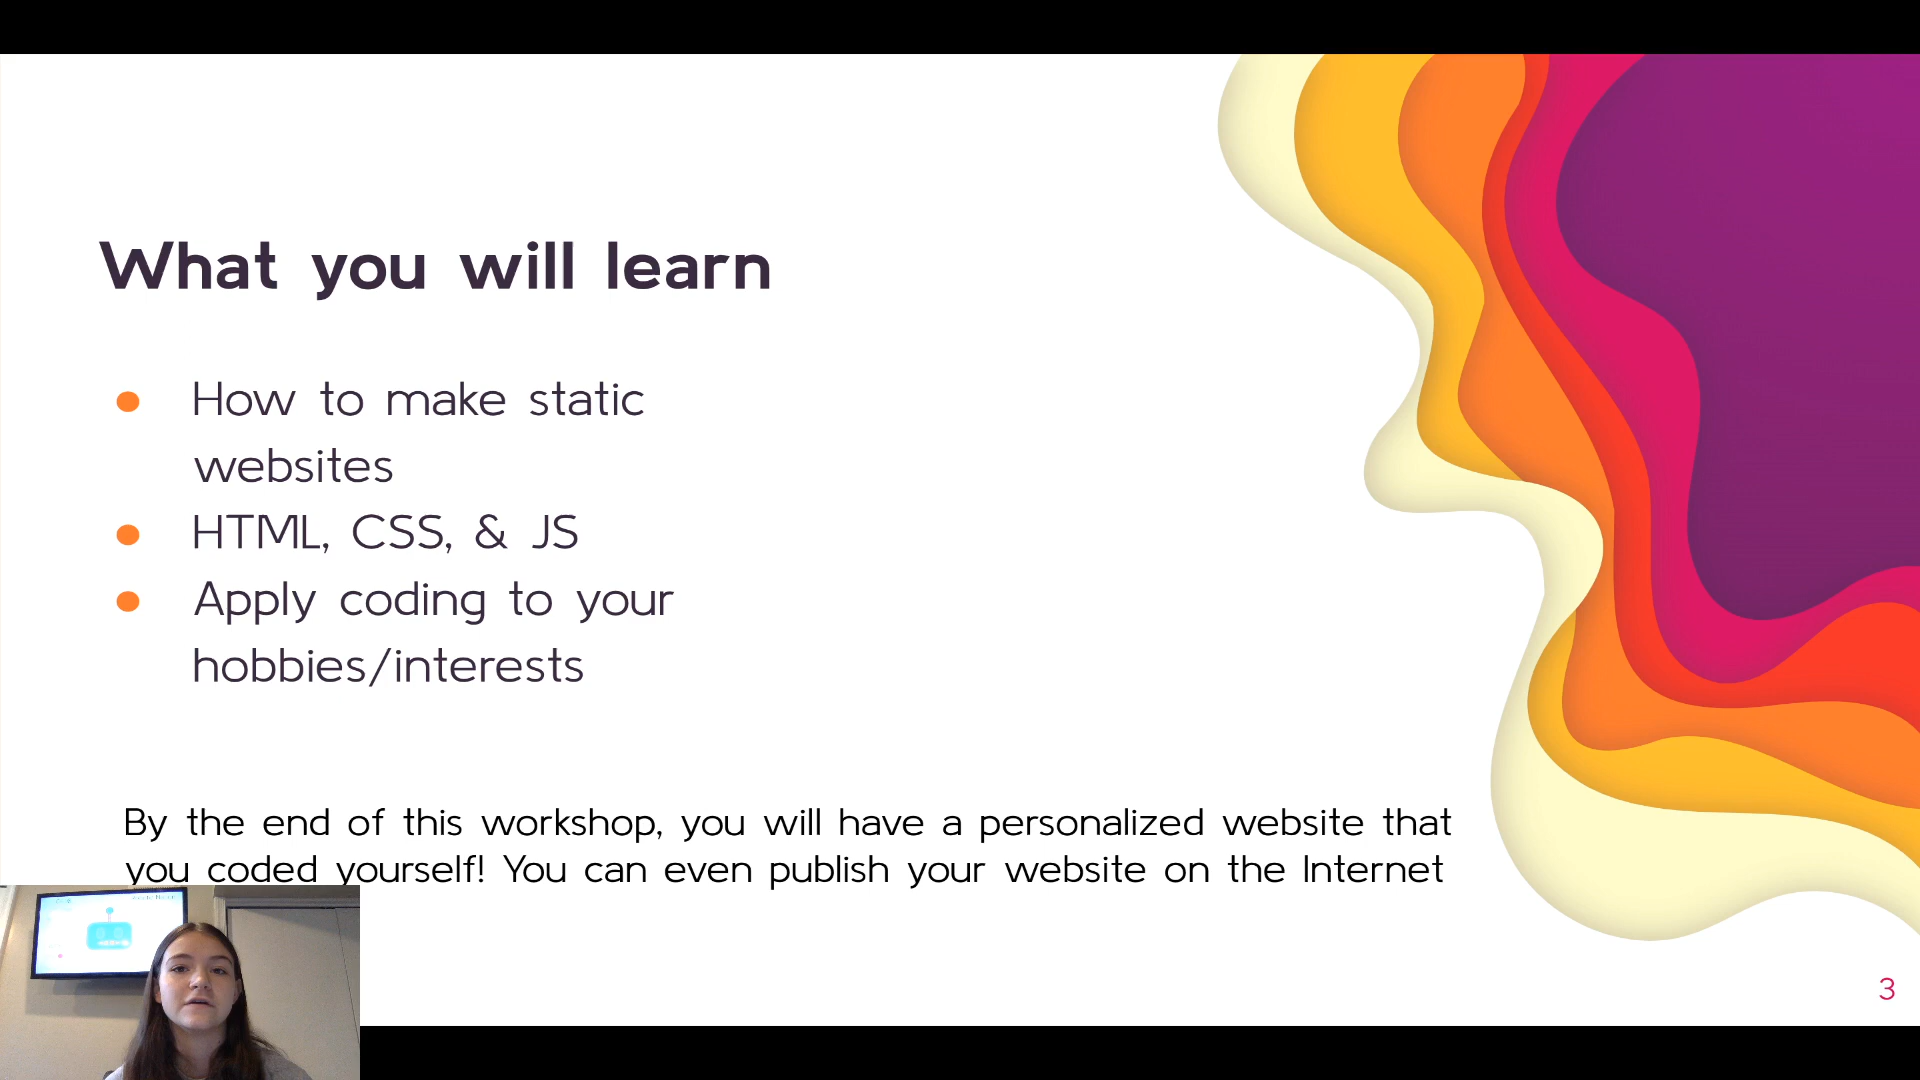 What you will learn
● How to make static
websites
● HTML, CSS, & JS
● Apply coding to your
hobbies/interests
By the end of this workshop, you will have a personalized website that
you coded yourself! You can even publish your website on the Internet
3